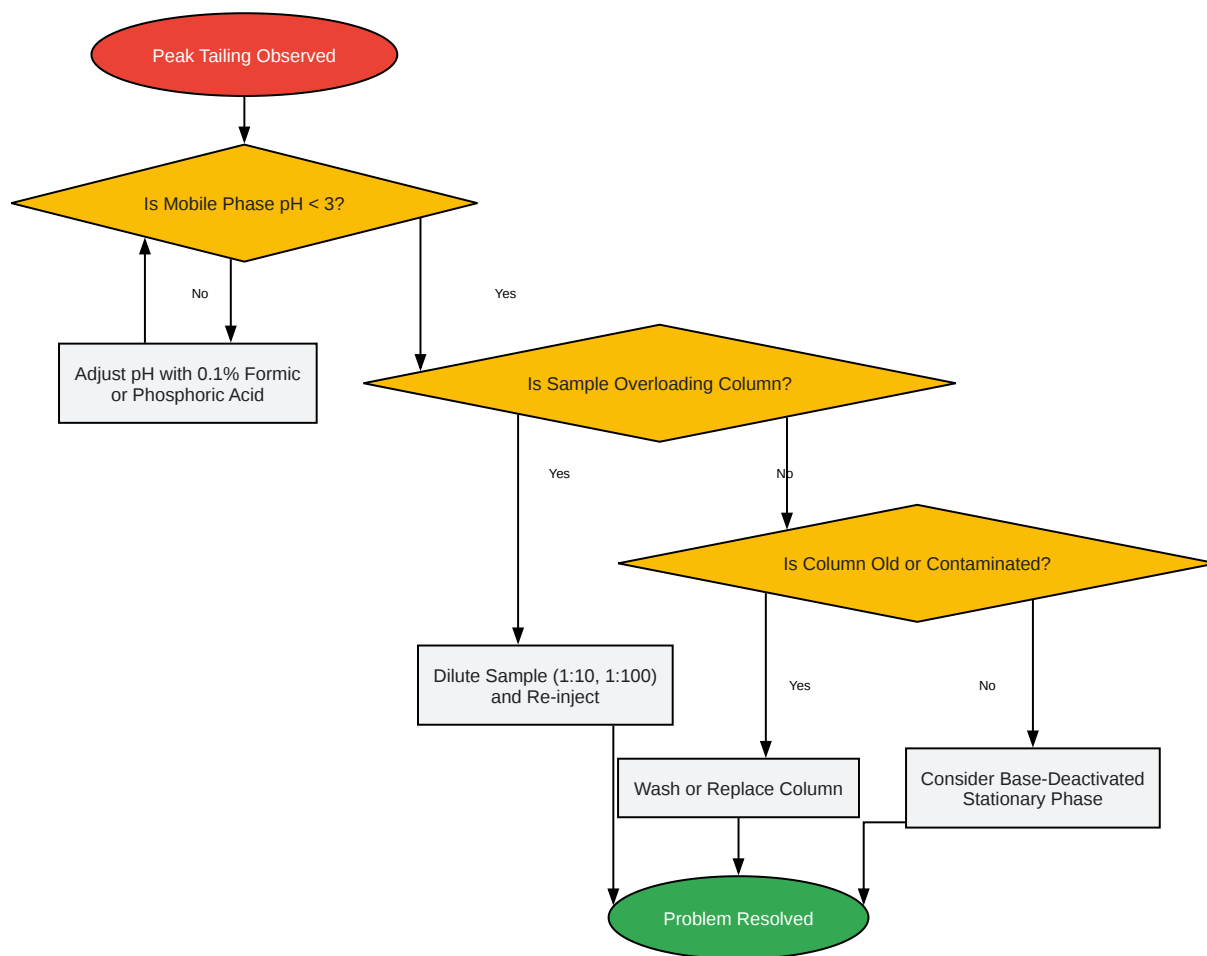 Peak Tailing Observed
Is Mobile Phase pH < 3?
No
Yes
Adjust pH with 0.1% Formic
or Phosphoric Acid
Is Sample Overloading Column?
Yes
No
Is Column Old or Contaminated?
Dilute Sample (1:10, 1:100)
and Re-inject
Yes
No
Wash or Replace Column
Consider Base-Deactivated
Stationary Phase
Problem Resolved